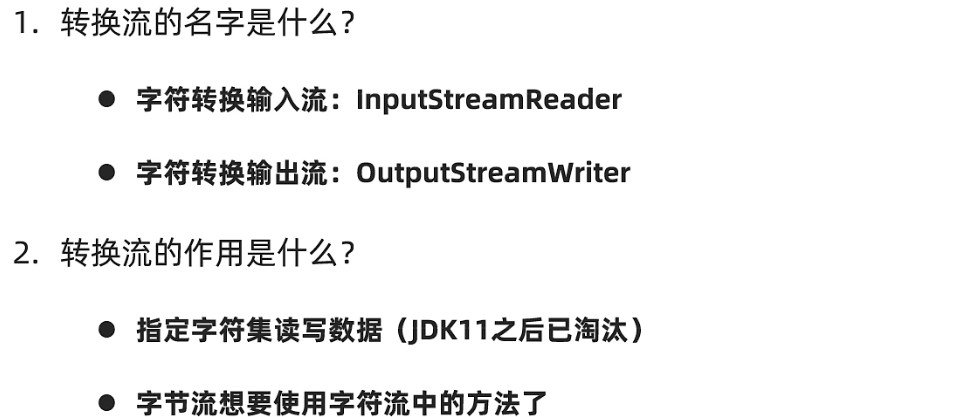 1. 转换流的名字是什么？
● 字符转换输入流：InputStreamReader
● 字符转换输出流：OutputStreamWriter
2. 转换流的作用是什么？
● 指定字符集读写数据（JDK11之后已淘汰）
● 字节流想要使用字符流中的方法了